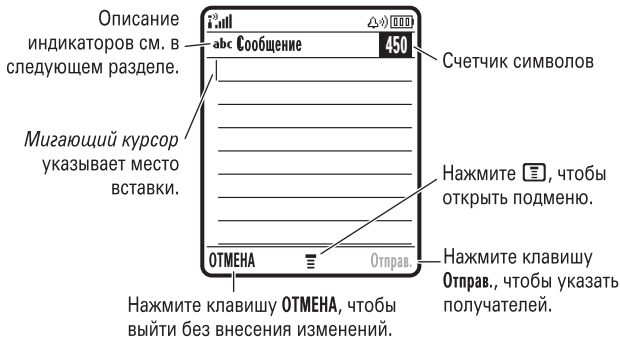 Описание
индикаторов см. в
следующем разделе.
abc Сообщение
450
Счетчик символов
Мигающий курсор
указывает место
вставки.
Нажмите , чтобы
открыть подменю.
ОТМЕНА
Отправ.
Нажмите клавишу
Отправ., чтобы указать
получателей.
Нажмите клавишу ОТМЕНА, чтобы
выйти без внесения изменений.